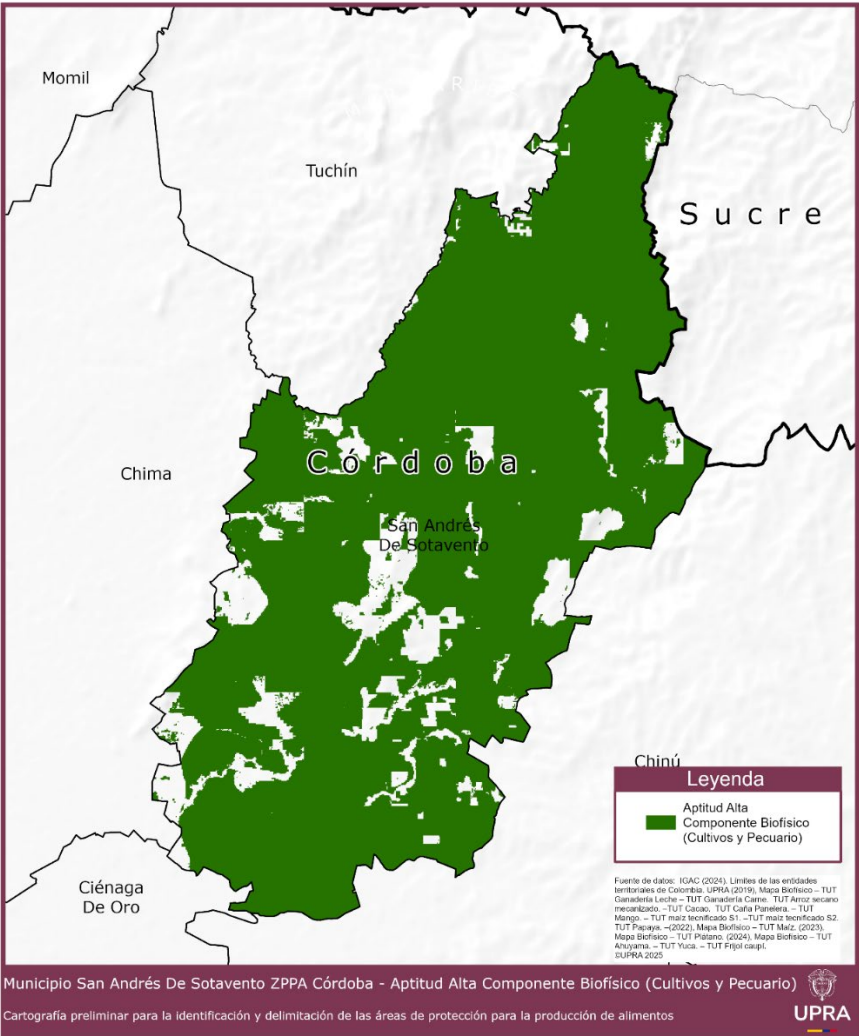 Momil
Tuchín
Sucre
Chima
Córdoba
San Andrés
De Sotavento
Chinú
Ciénaga
De Oro
Leyenda
Aptitud Alta
Componente Biofísico
(Cultivos y Pecuario)
Fuente de datos: IGAC (2024). Límites de las entidades
territoriales de Colombia. UPRA (2019), Mapa Biofísico – TUT
Ganadería Leche – TUT Ganadería Carne. TUT Arroz secano
mecanizado. –TUT Cacao. TUT Caña Panelera. – TUT
Mango. – TUT maíz tecnificado S1. –TUT maíz tecnificado S2.
TUT Papaya. –(2022), Mapa Biofísico – TUT Maíz. (2023),
Mapa Biofísico – TUT Plátano. (2024), Mapa Biofísico – TUT
Ahuyama. – TUT Yuca. – TUT Frijol caupí.
©UPRA 2025
Municipio San Andrés De Sotavento ZPPA Córdoba - Aptitud Alta Componente Biofísico (Cultivos y Pecuario)
Cartografía preliminar para la identificación y delimitación de las áreas de protección para la producción de alimentos
UPRA